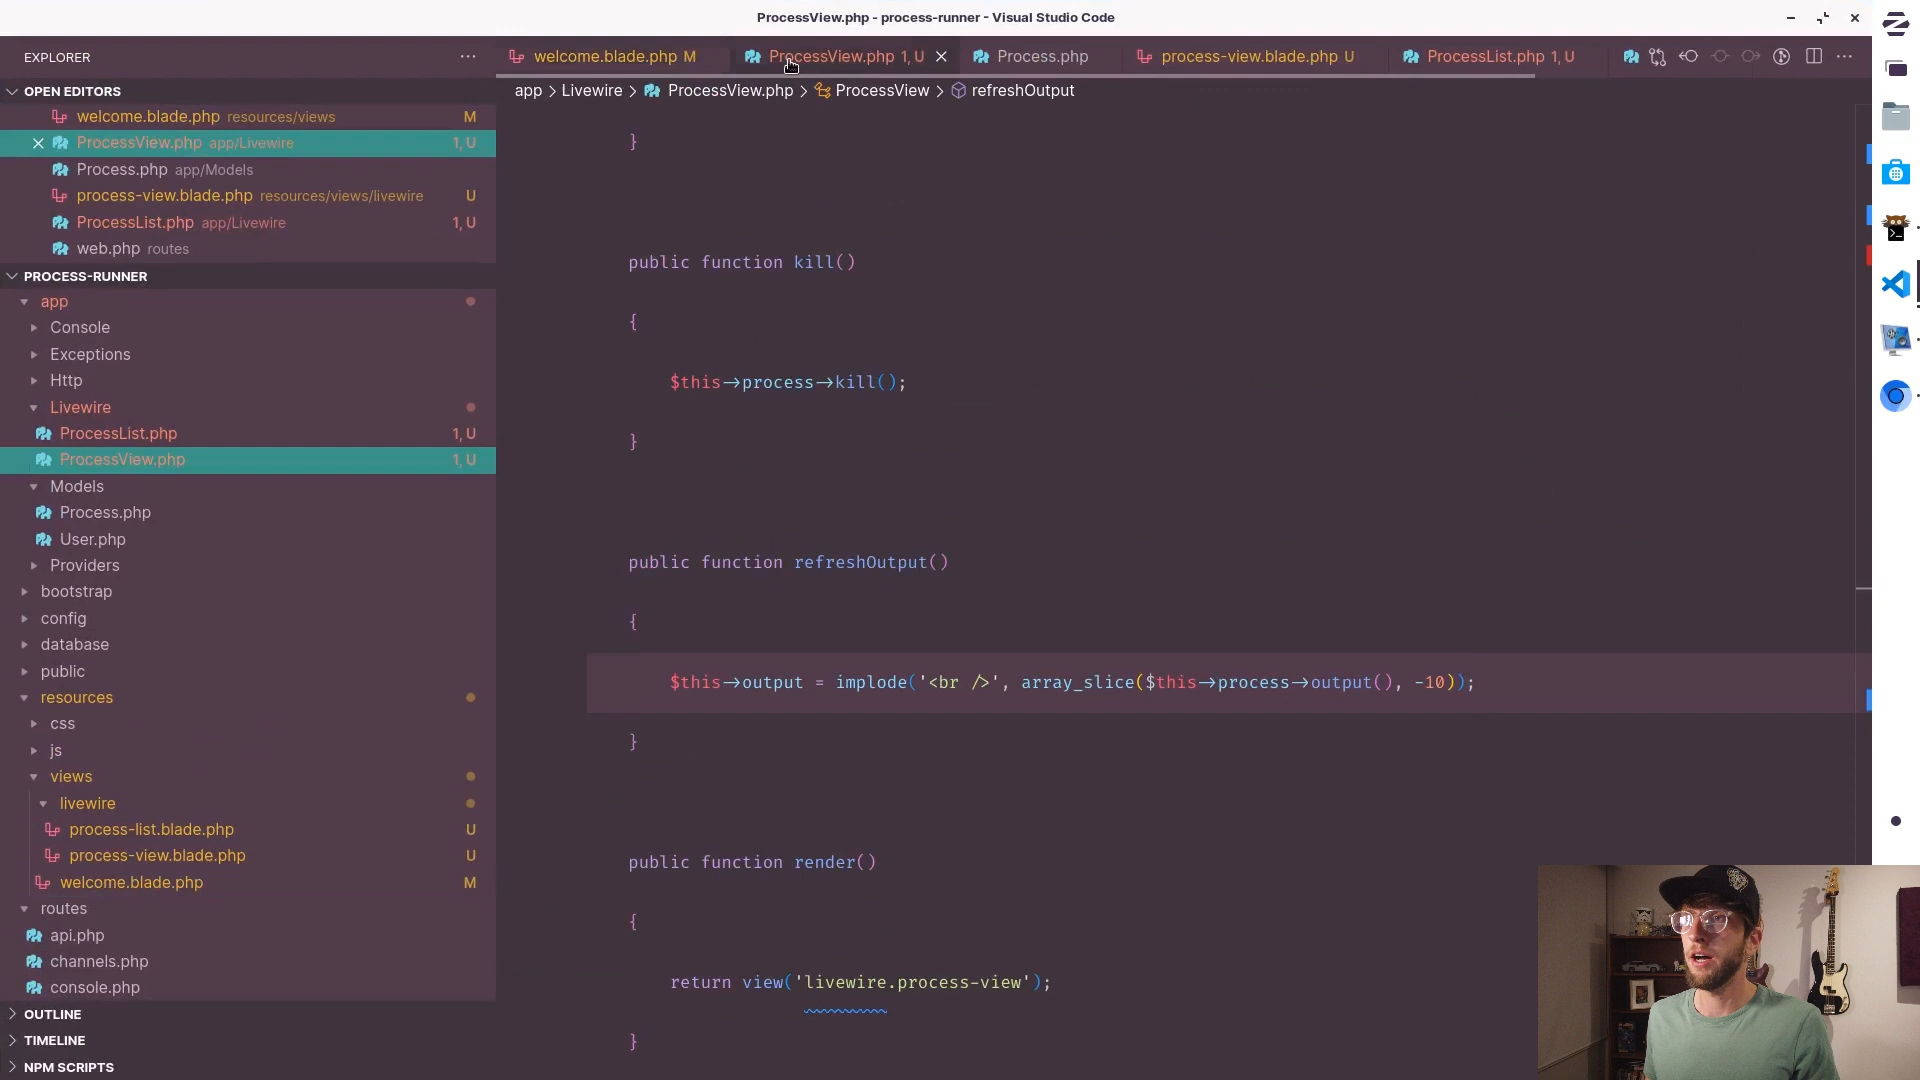 ProcessView.php - process-runner - Visual Studio Code
EXPLORER
welcome.blade.php M
ProcessView.php 1, U
Process.php
process-view.blade.php U
ProcessList.php 1, U
OPEN EDITORS
app > Livewire > ProcessView.php > ProcessView > refreshOutput
welcome.blade.php resources/views M
ProcessView.php app/Livewire 1, U
Process.php app/Models
process-view.blade.php resources/views/livewire U
ProcessList.php app/Livewire 1, U
web.php routes
PROCESS-RUNNER
app
Console
Exceptions
Http
Livewire
ProcessList.php 1, U
ProcessView.php 1, U
Models
Process.php
User.php
Providers
bootstrap
config
database
public
resources
css
js
views
livewire
process-list.blade.php U
process-view.blade.php U
welcome.blade.php M
routes
api.php
channels.php
console.php
OUTLINE
TIMELINE
NPM SCRIPTS
}
public function kill()
{
$this->process->kill();
}
public function refreshOutput()
{
$this->output = implode('<br />', array_slice($this->process->output(), -10));
}
public function render()
{
return view('livewire.process-view');
}